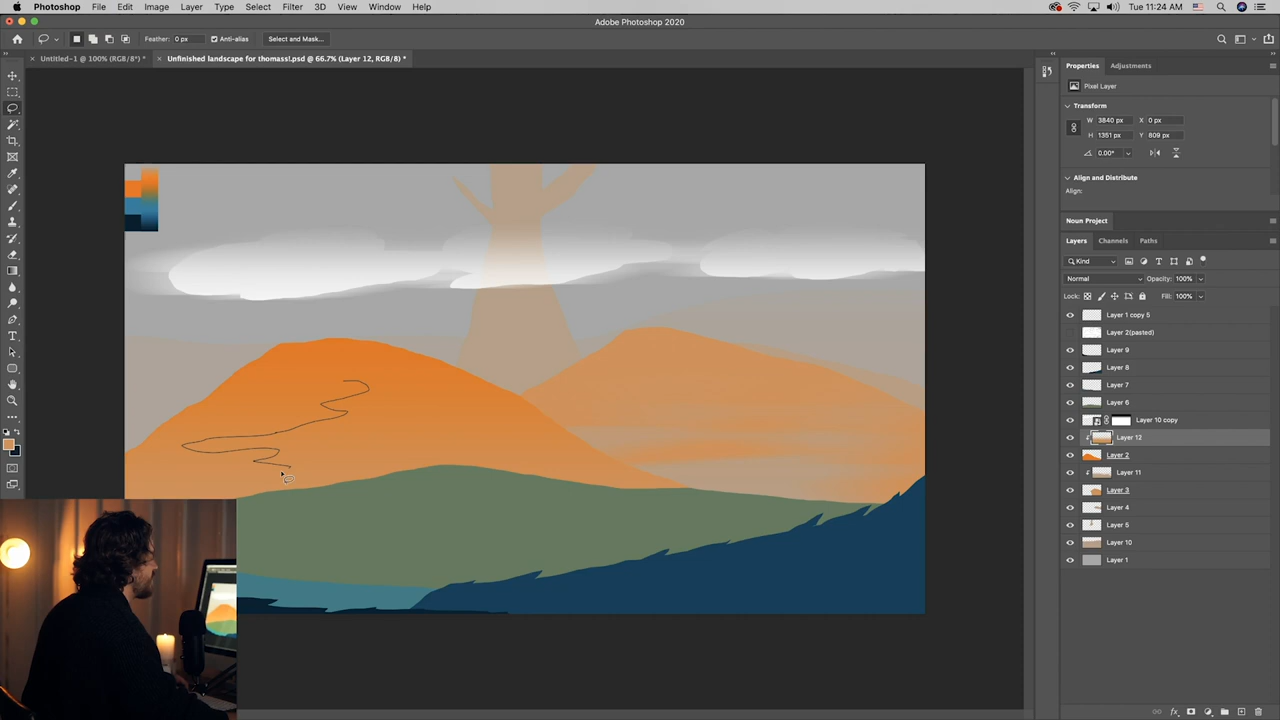 Photoshop File Edit Image Layer Type Select Filter 3D View Window Help Tue 11:24 AM
Adobe Photoshop 2020
Feather: 0 px Anti-alias Select and Mask...
Untitled-1 @ 100% (RGB/8*) * Unfinished landscape for thomass!.psd @ 66.7% (Layer 12, RGB/8) *
Properties Adjustments
Pixel Layer
Transform
W 3840 px X 0 px
H 1351 px Y 809 px
0.00°
Align and Distribute
Align:
Noun Project
Layers Channels Paths
Kind
Normal Opacity: 100%
Lock: Fill: 100%
Layer 1 copy 5
Layer 2(pasted)
Layer 9
Layer 8
Layer 7
Layer 6
Layer 10 copy
Layer 12
Layer 2
Layer 11
Layer 3
Layer 4
Layer 5
Layer 10
Layer 1
fx